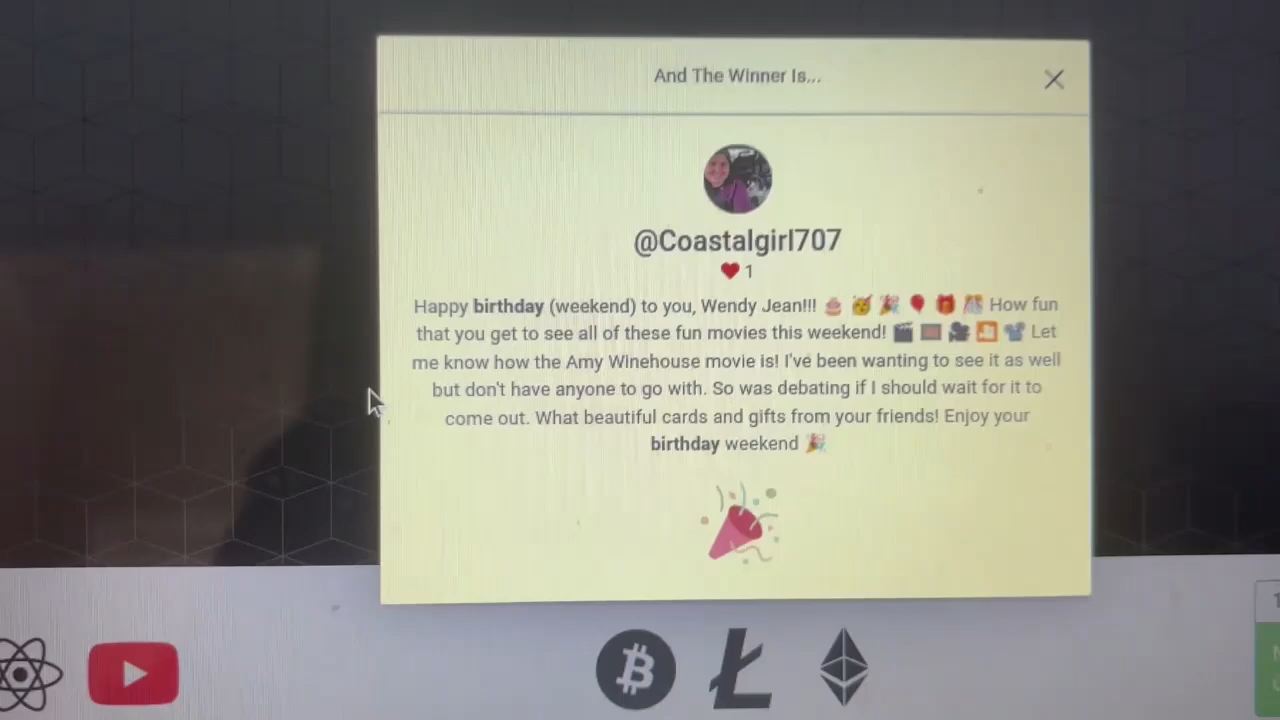 And The Winner Is...
@Coastalgirl707
❤️ 1
Happy birthday (weekend) to you, Wendy Jean!!! 🎂 🥳 🎉 🎈 🎁 🎊 How fun
that you get to see all of these fun movies this weekend! 🎬 🎞️ 🎥 🎦 📽️ Let
me know how the Amy Winehouse movie is! I've been wanting to see it as well
but don't have anyone to go with. So was debating if I should wait for it to
come out. What beautiful cards and gifts from your friends! Enjoy your
birthday weekend 🎉